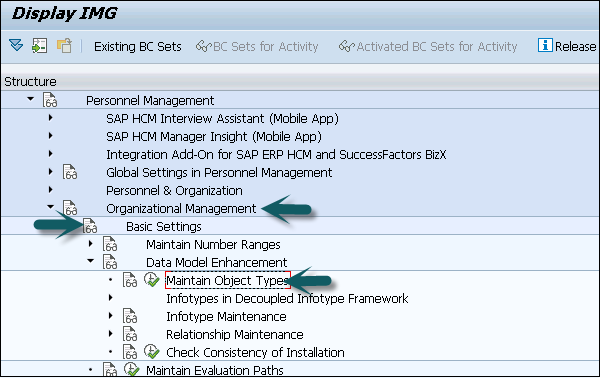 Display IMG
Existing BC Sets BC Sets for Activity Activated BC Sets for Activity Release
Structure
Personnel Management
SAP HCM Interview Assistant (Mobile App)
SAP HCM Manager Insight (Mobile App)
Integration Add-On for SAP ERP HCM and SuccessFactors BizX
Global Settings in Personnel Management
Personnel & Organization
Organizational Management
Basic Settings
Maintain Number Ranges
Data Model Enhancement
Maintain Object Types
Infotypes in Decoupled Infotype Framework
Infotype Maintenance
Relationship Maintenance
Check Consistency of Installation
Maintain Evaluation Paths